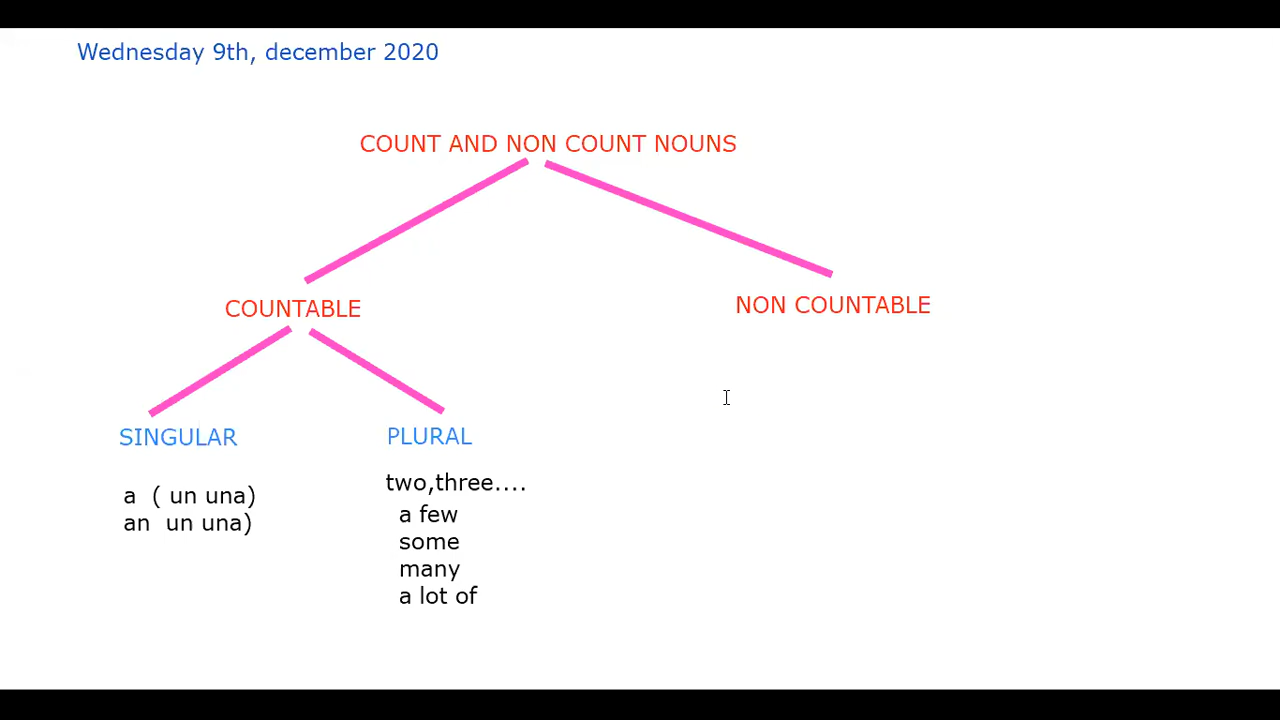 Wednesday 9th, december 2020
COUNT AND NON COUNT NOUNS
COUNTABLE
NON COUNTABLE
SINGULAR
PLURAL
a ( un una)
an un una)
two,three....
a few
some
many
a lot of